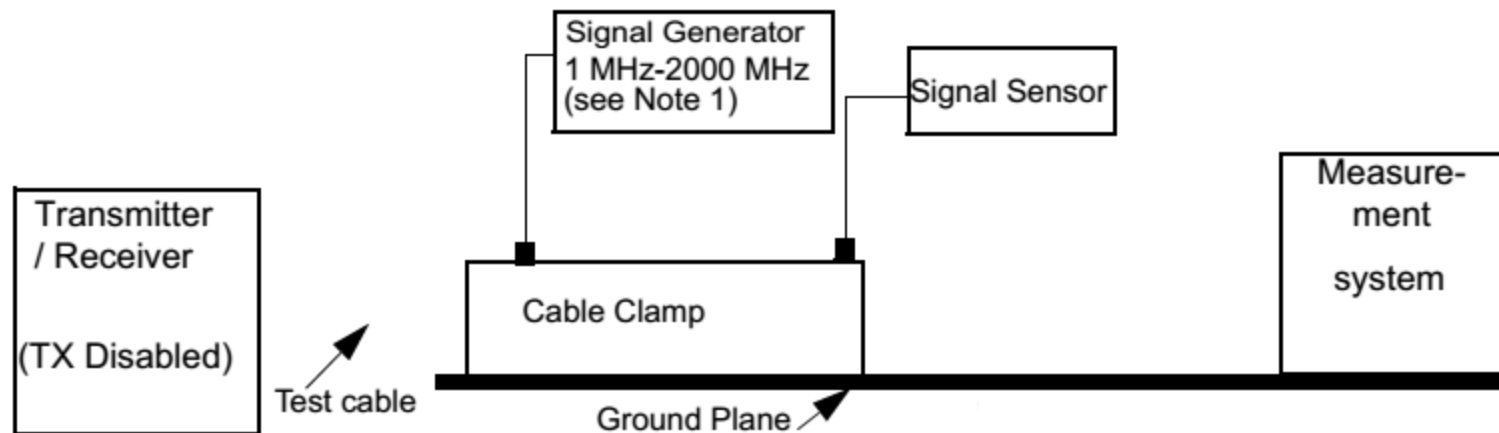 Signal Generator
1 MHz-2000 MHz
(see Note 1)
Signal Sensor
Measure-
ment
system
Transmitter
/ Receiver
(TX Disabled)
Cable Clamp
Test cable
Ground Plane